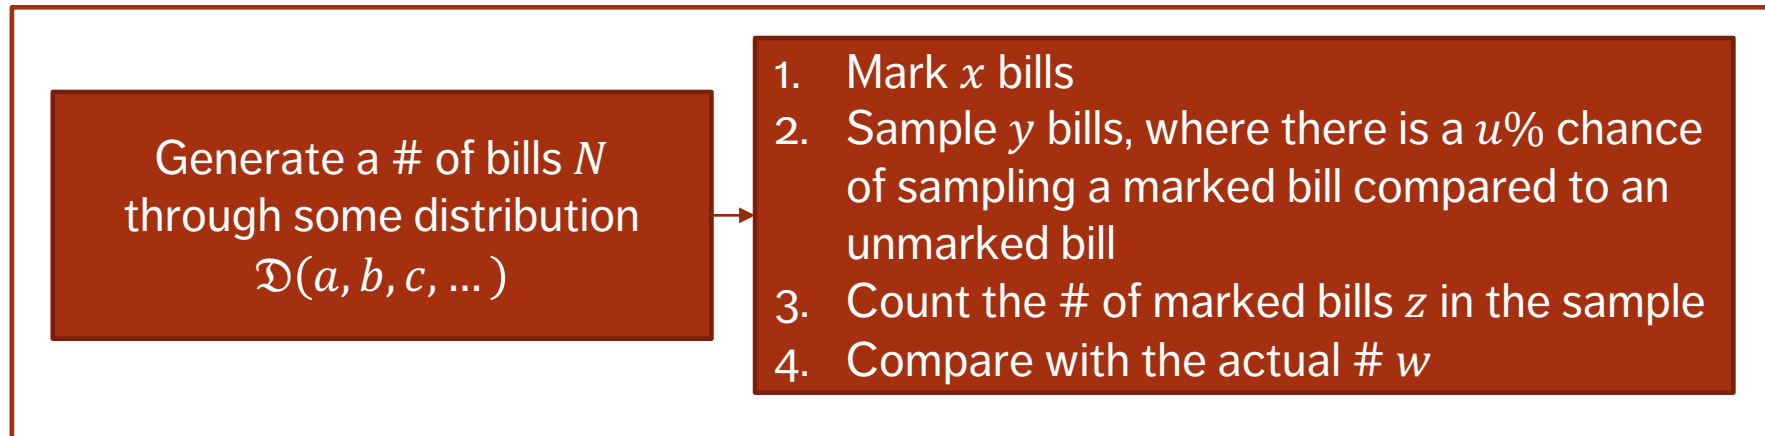 Generate a # of bills 𝑁
through some distribution
𝔇(𝑎, 𝑏, 𝑐, … )
1. Mark 𝑥 bills
2. Sample 𝑦 bills, where there is a 𝑢% chance
of sampling a marked bill compared to an
unmarked bill
3. Count the # of marked bills 𝑧 in the sample
4. Compare with the actual # 𝑤